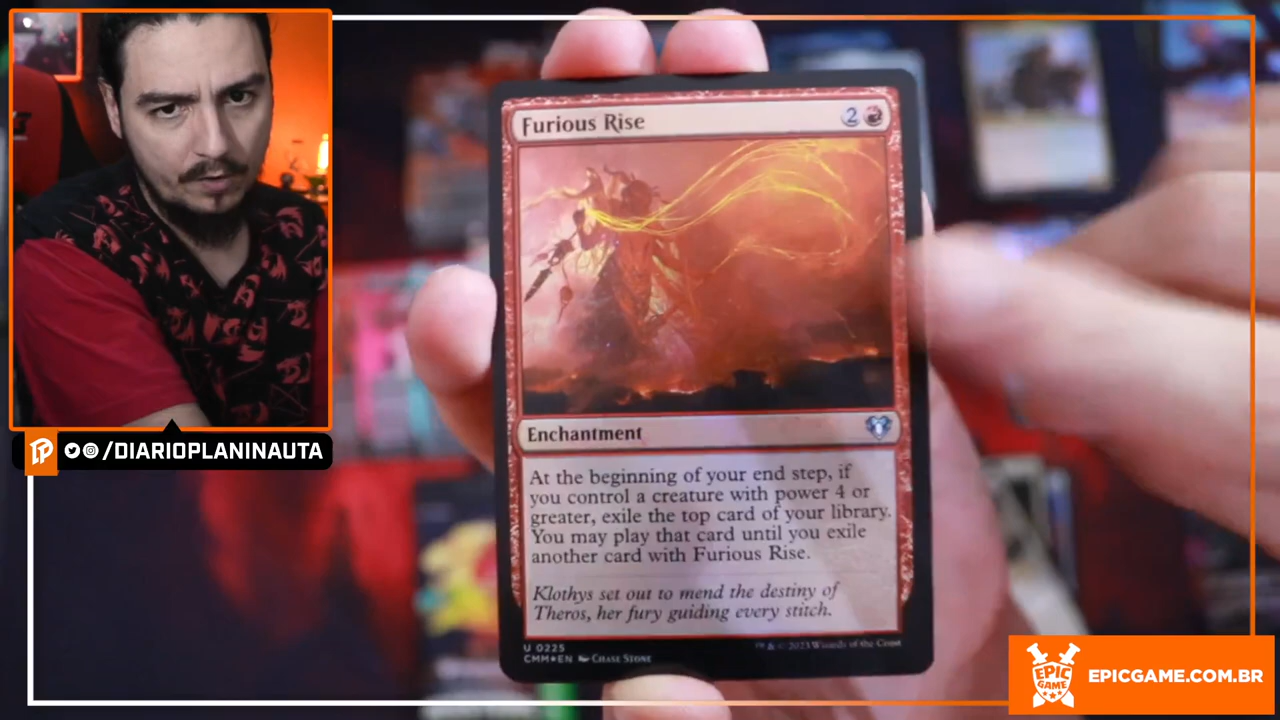 Furious Rise
2
Enchantment
At the beginning of your end step, if
you control a creature with power 4 or
greater, exile the top card of your library.
You may play that card until you exile
another card with Furious Rise.
Klothys set out to mend the destiny of
Theros, her fury guiding every stitch.
U 0225
CMM★EN CHASE STONE
™ & © 2023 Wizards of the Coast
/DIARIOPLANINAUTA
EPIC
GAME
EPICGAME.COM.BR